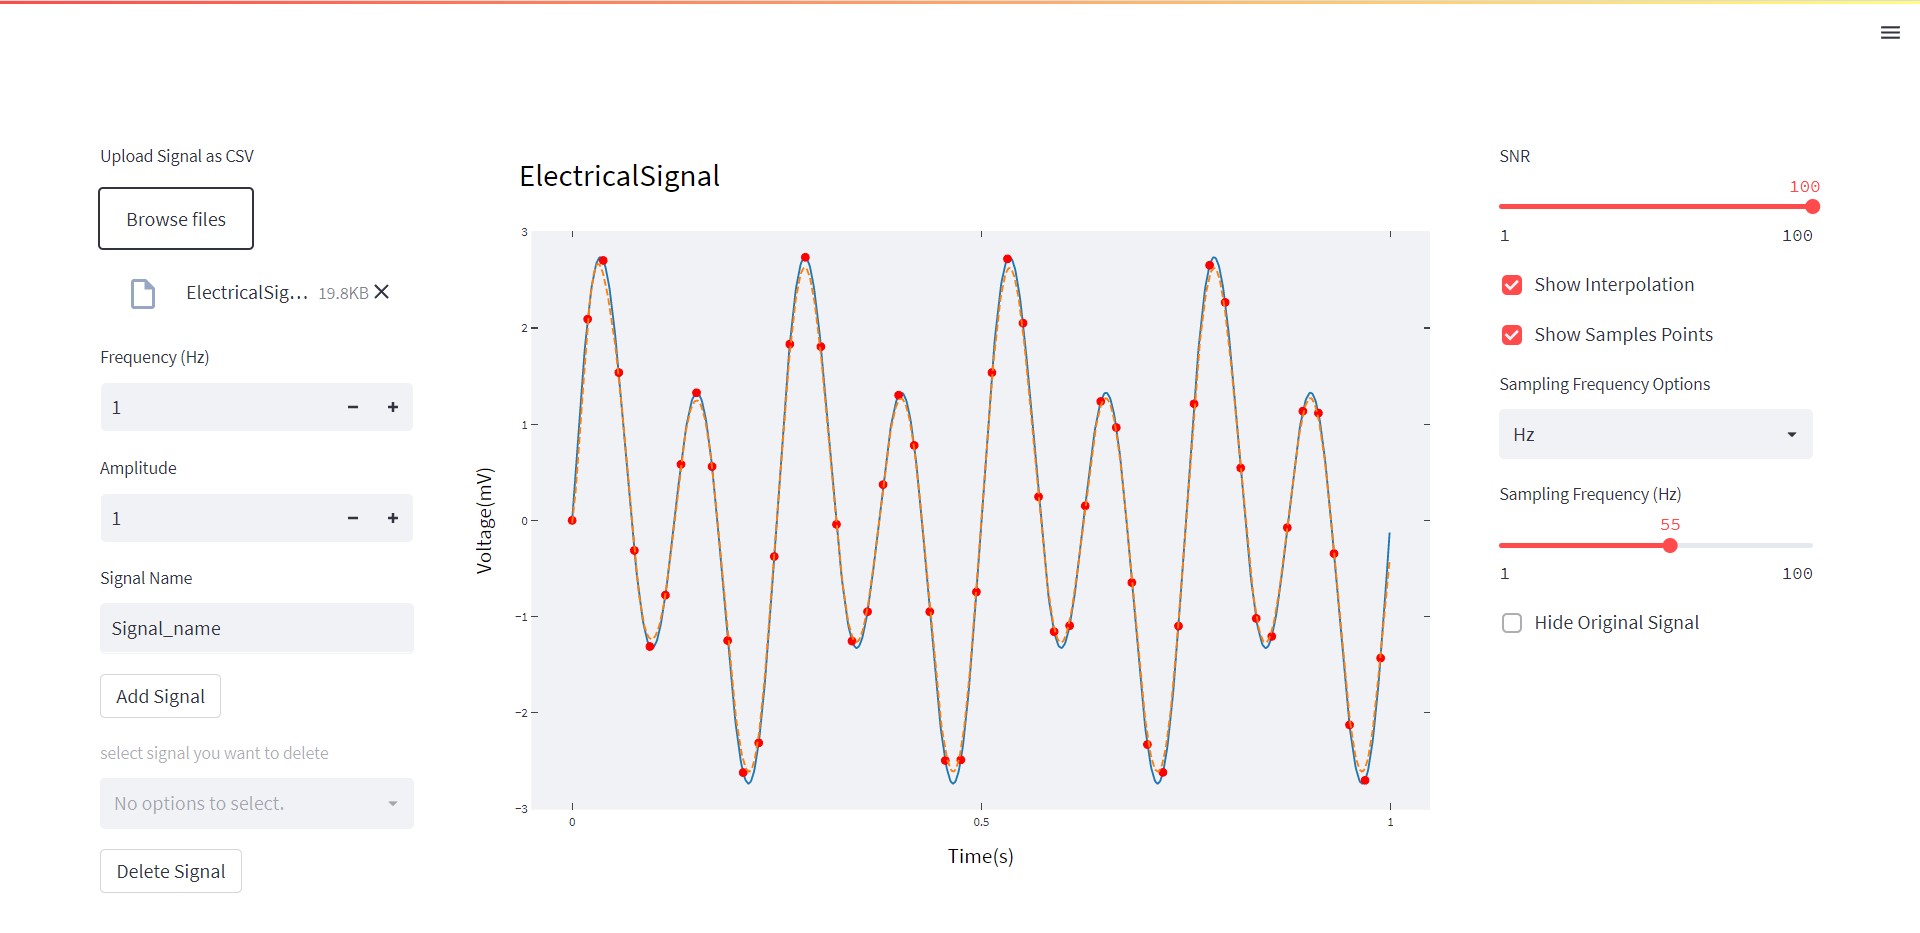 Upload Signal as CSV
Browse files
ElectricalSig... 19.8KB
Frequency (Hz)
1
Amplitude
1
Signal Name
Signal_name
Add Signal
select signal you want to delete
No options to select.
Delete Signal
ElectricalSignal
3
2
1
0
−1
−2
−3
Voltage(mV)
0 0.5 1
Time(s)
SNR
100
1 100
Show Interpolation
Show Samples Points
Sampling Frequency Options
Hz
Sampling Frequency (Hz)
55
1 100
Hide Original Signal